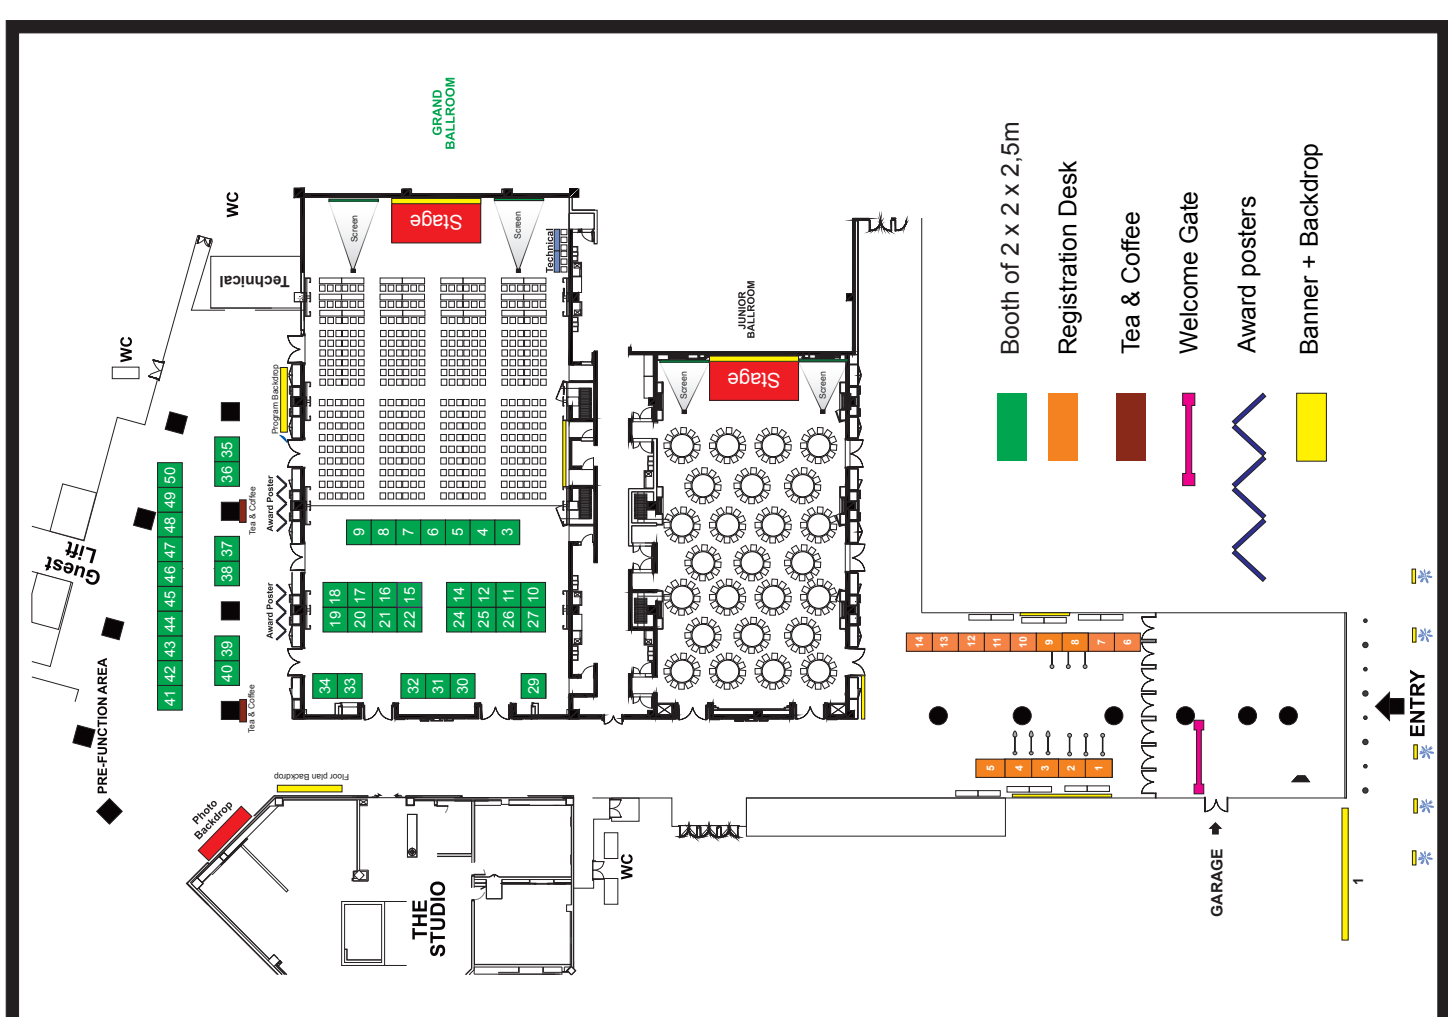 GRAND
BALLROOM
WC
Stage
Screen
Screen
Technical
Technical
WC
Program Backdrop
JUNIOR
BALLROOM
Stage
Screen
Screen
Booth of 2 x 2 x 2,5m
Registration Desk
Tea & Coffee
Welcome Gate
Award posters
Banner + Backdrop
35
36
37
38
39
40
50
49
48
47
46
45
44
43
42
41
Tea & Coffee
Tea & Coffee
Award Poster
Award Poster
Guest
Lift
9
8
7
6
5
4
3
18
17
16
15
14
12
11
10
19
20
21
22
24
25
26
27
34
33
32
31
30
29
PRE-FUNCTION AREA
Floor plan Backdrop
Photo
Backdrop
THE
STUDIO
WC
14
13
12
11
10
9
8
7
6
5
4
3
2
1
ENTRY
GARAGE
1